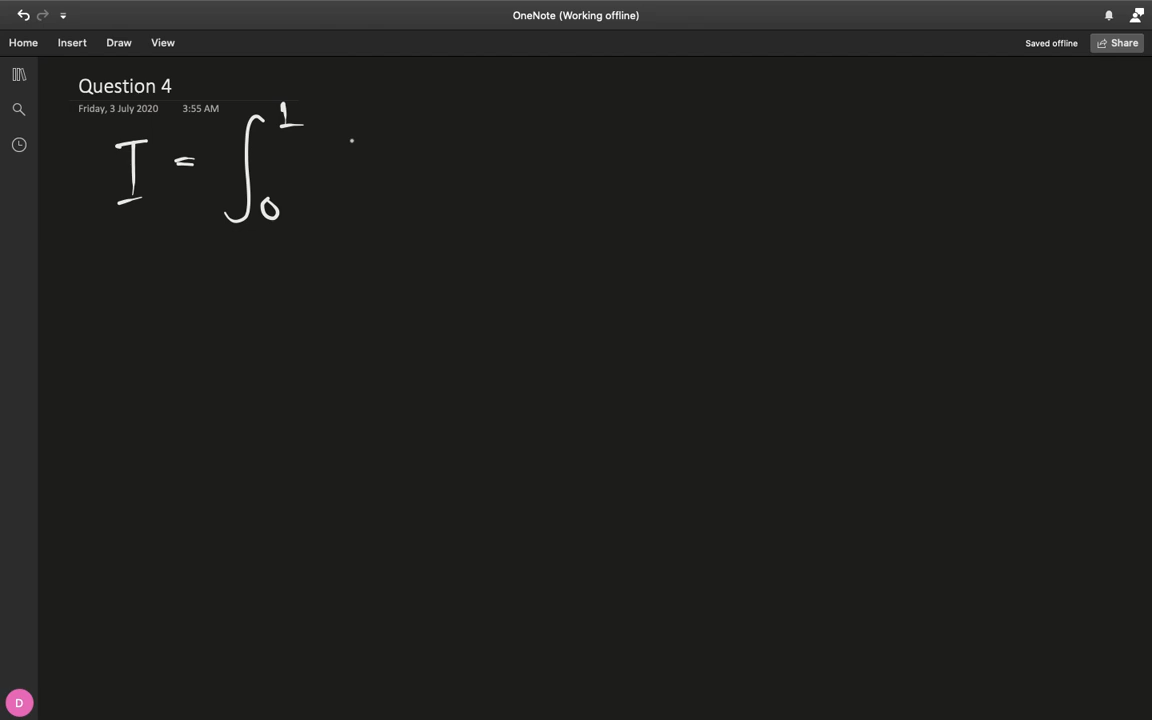 OneNote (Working offline)
Home Insert Draw View
Saved offline Share
Question 4
Friday, 3 July 2020 3:55 AM
I = ∫₀¹
D